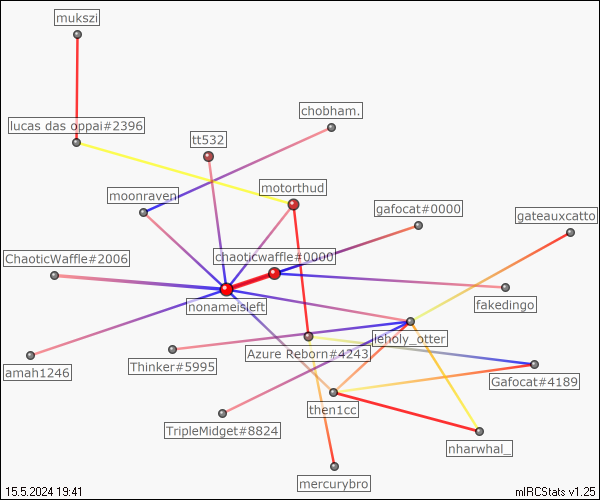 mukszi
lucas das oppai#2396
chobham.
tt532
moonraven
motorthud
gafocat#0000
gateauxcatto
ChaoticWaffle#2006
chaoticwaffle#0000
nonameisleft
fakedingo
leholy_otter
Azure Reborn#4243
amah1246
Thinker#5995
Gafocat#4189
then1cc
TripleMidget#8824
nharwhal_
mercurybro
15.5.2024 19:41
mIRCStats v1.25